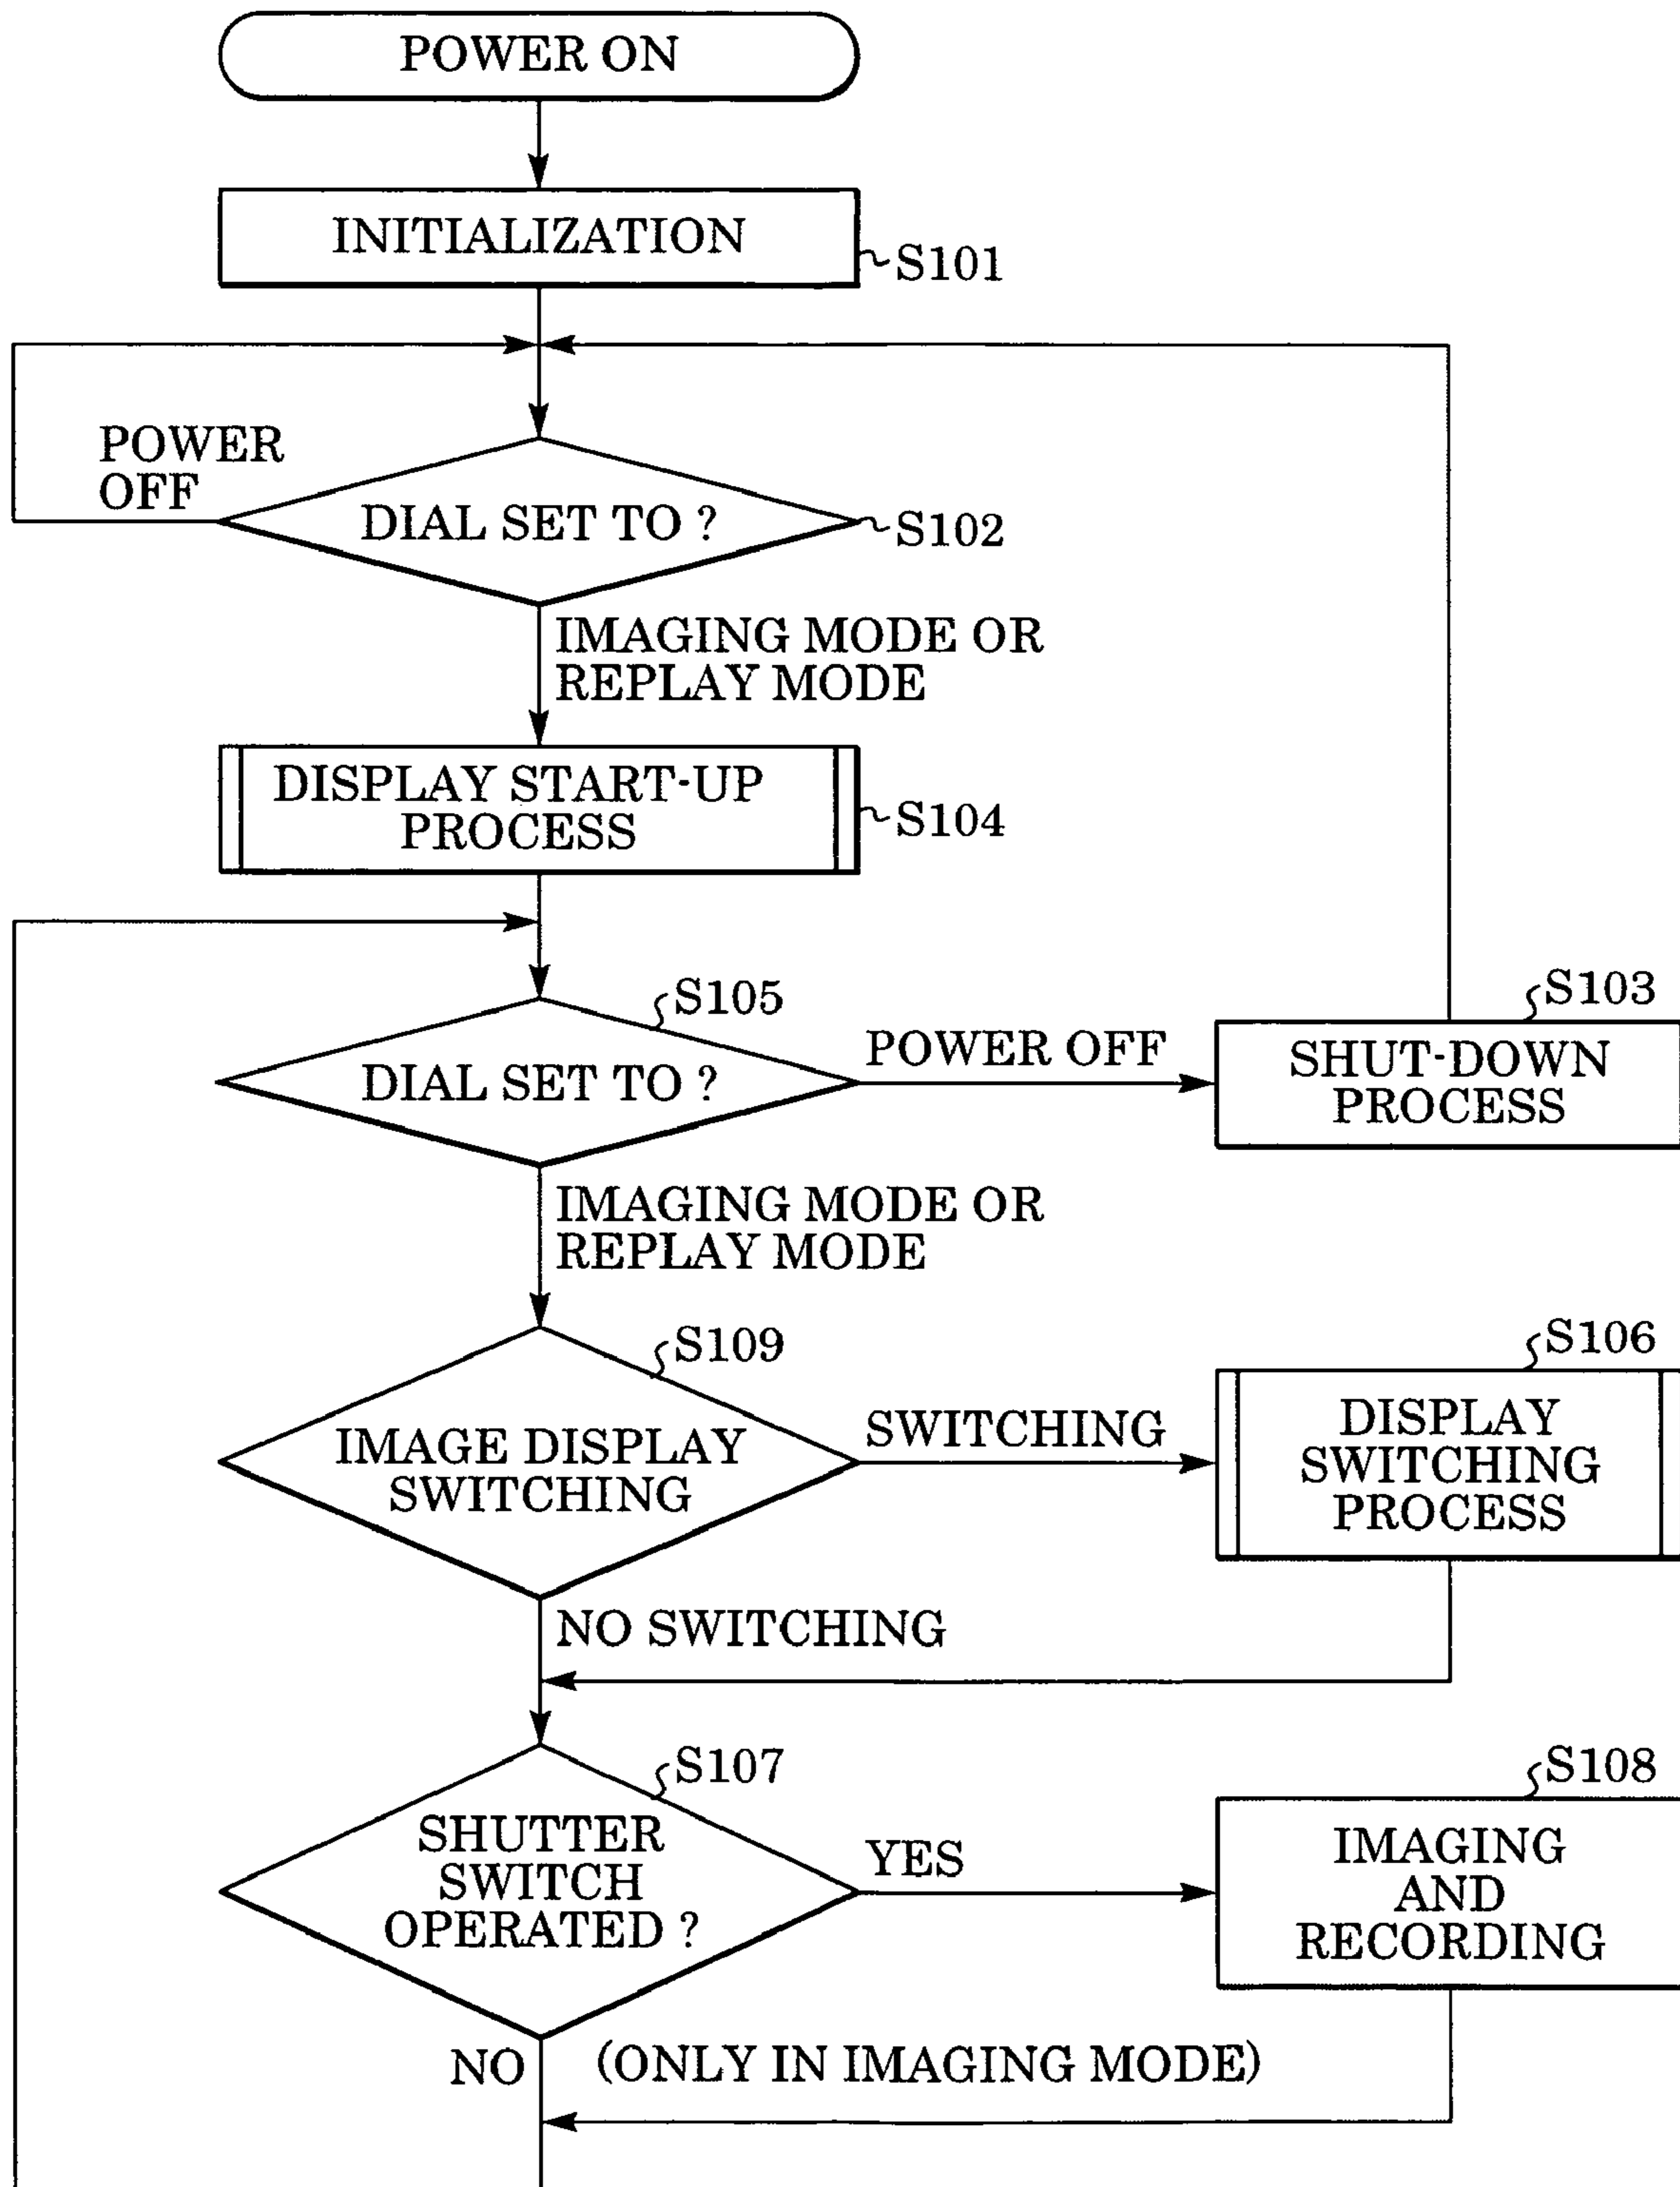 POWER ON
INITIALIZATION
S101
POWER
OFF
DIAL SET TO ?
S102
IMAGING MODE OR
REPLAY MODE
DISPLAY START-UP
PROCESS
S104
S105
DIAL SET TO ?
POWER OFF
S103
SHUT-DOWN
PROCESS
IMAGING MODE OR
REPLAY MODE
S109
IMAGE DISPLAY
SWITCHING
SWITCHING
S106
DISPLAY
SWITCHING
PROCESS
NO SWITCHING
S107
SHUTTER
SWITCH
OPERATED ?
YES
S108
IMAGING
AND
RECORDING
NO
(ONLY IN IMAGING MODE)